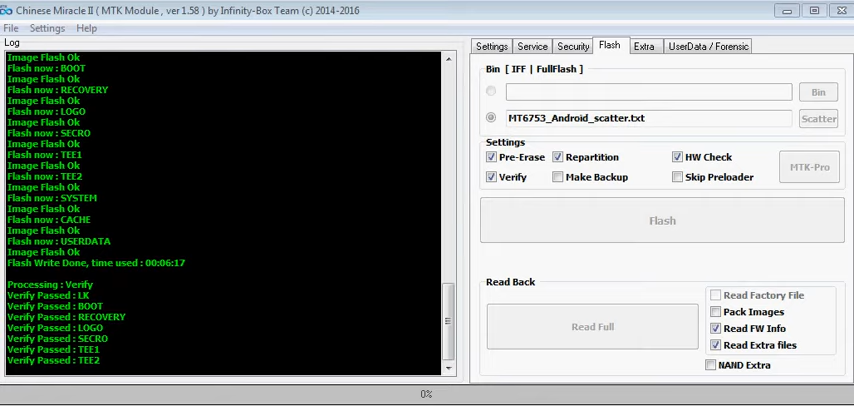 Chinese Miracle II ( MTK Module , ver 1.58 ) by Infinity-Box Team (c) 2014-2016
File Settings Help
Log
Image Flash Ok
Flash now : BOOT
Image Flash Ok
Flash now : RECOVERY
Image Flash Ok
Flash now : LOGO
Image Flash Ok
Flash now : SECRO
Image Flash Ok
Flash now : TEE1
Image Flash Ok
Flash now : TEE2
Image Flash Ok
Flash now : SYSTEM
Image Flash Ok
Flash now : CACHE
Image Flash Ok
Flash now : USERDATA
Image Flash Ok
Flash Write Done, time used : 00:06:17
Processing : Verify
Verify Passed : LK
Verify Passed : BOOT
Verify Passed : RECOVERY
Verify Passed : LOGO
Verify Passed : SECRO
Verify Passed : TEE1
Verify Passed : TEE2
Settings Service Security Flash Extra UserData / Forensic
Bin [ IFF | FullFlash ]
Bin
MT6753_Android_scatter.txt Scatter
Settings
Pre-Erase Repartition HW Check
MTK-Pro
Verify Make Backup Skip Preloader
Flash
Read Back
Read Full
Read Factory File
Pack Images
Read FW Info
Read Extra files
NAND Extra
0%